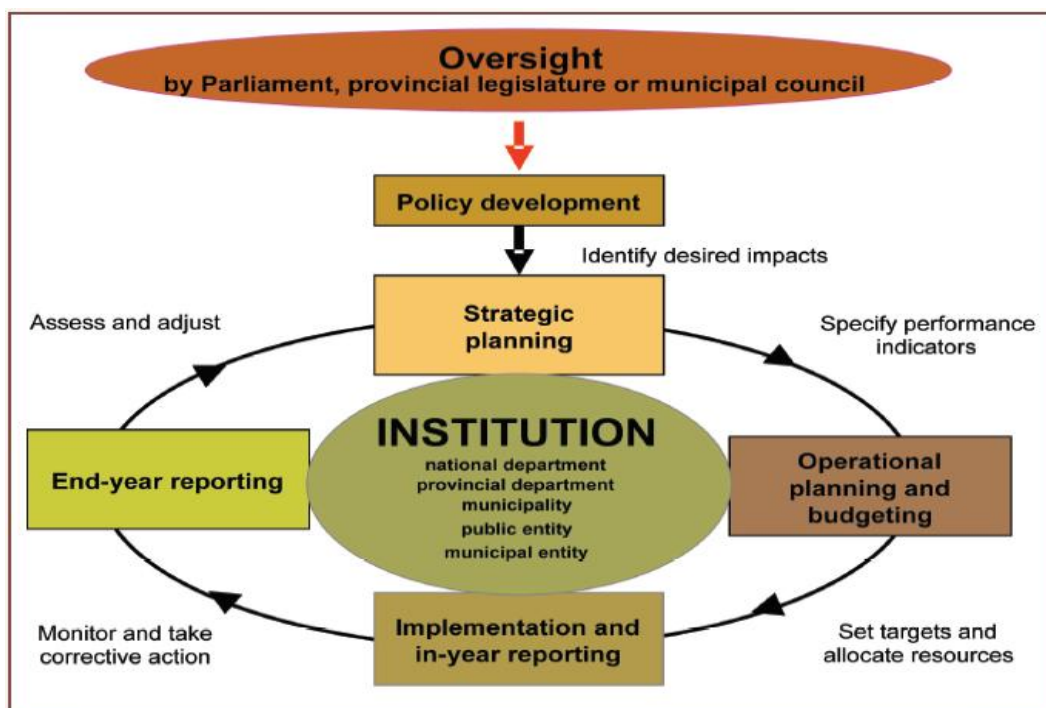 Oversight
by Parliament, provincial legislature or municipal council
Policy development
Identify desired impacts
Strategic
planning
Assess and adjust
Specify performance
indicators
INSTITUTION
national department
provincial department
municipality
public entity
municipal entity
End-year reporting
Operational
planning and
budgeting
Monitor and take
corrective action
Implementation and
in-year reporting
Set targets and
allocate resources